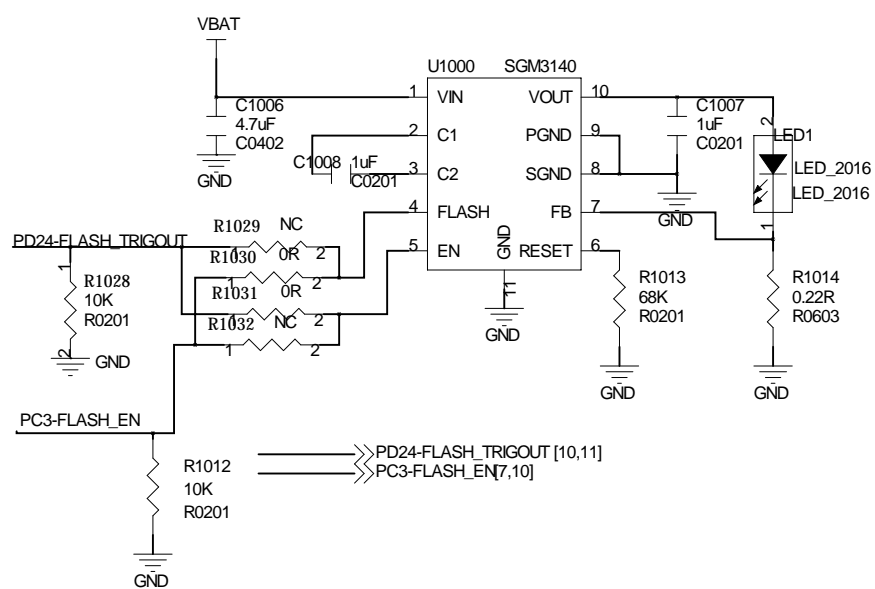 VBAT
U1000 SGM3140
1 VIN VOUT 10
C1006
4.7uF
C0402
GND
C1007
1uF
C0201
2 C1 PGND 9
C1008 1uF
C0201
3 C2 SGND 8
GND
2
LED1
LED_2016
LED_2016
1
4 FLASH FB 7
5 EN GND RESET 6
11
GND
PD24-FLASH_TRIGOUT
R1029 NC
1 2
R1030 0R
1 2
R1031 0R
1 2
R1032 NC
1 2
1
R1028
10K
R0201
2
GND
R1013
68K
R0201
GND
R1014
0.22R
R0603
GND
PC3-FLASH_EN
R1012
10K
R0201
GND
PD24-FLASH_TRIGOUT [10,11]
PC3-FLASH_EN[7,10]